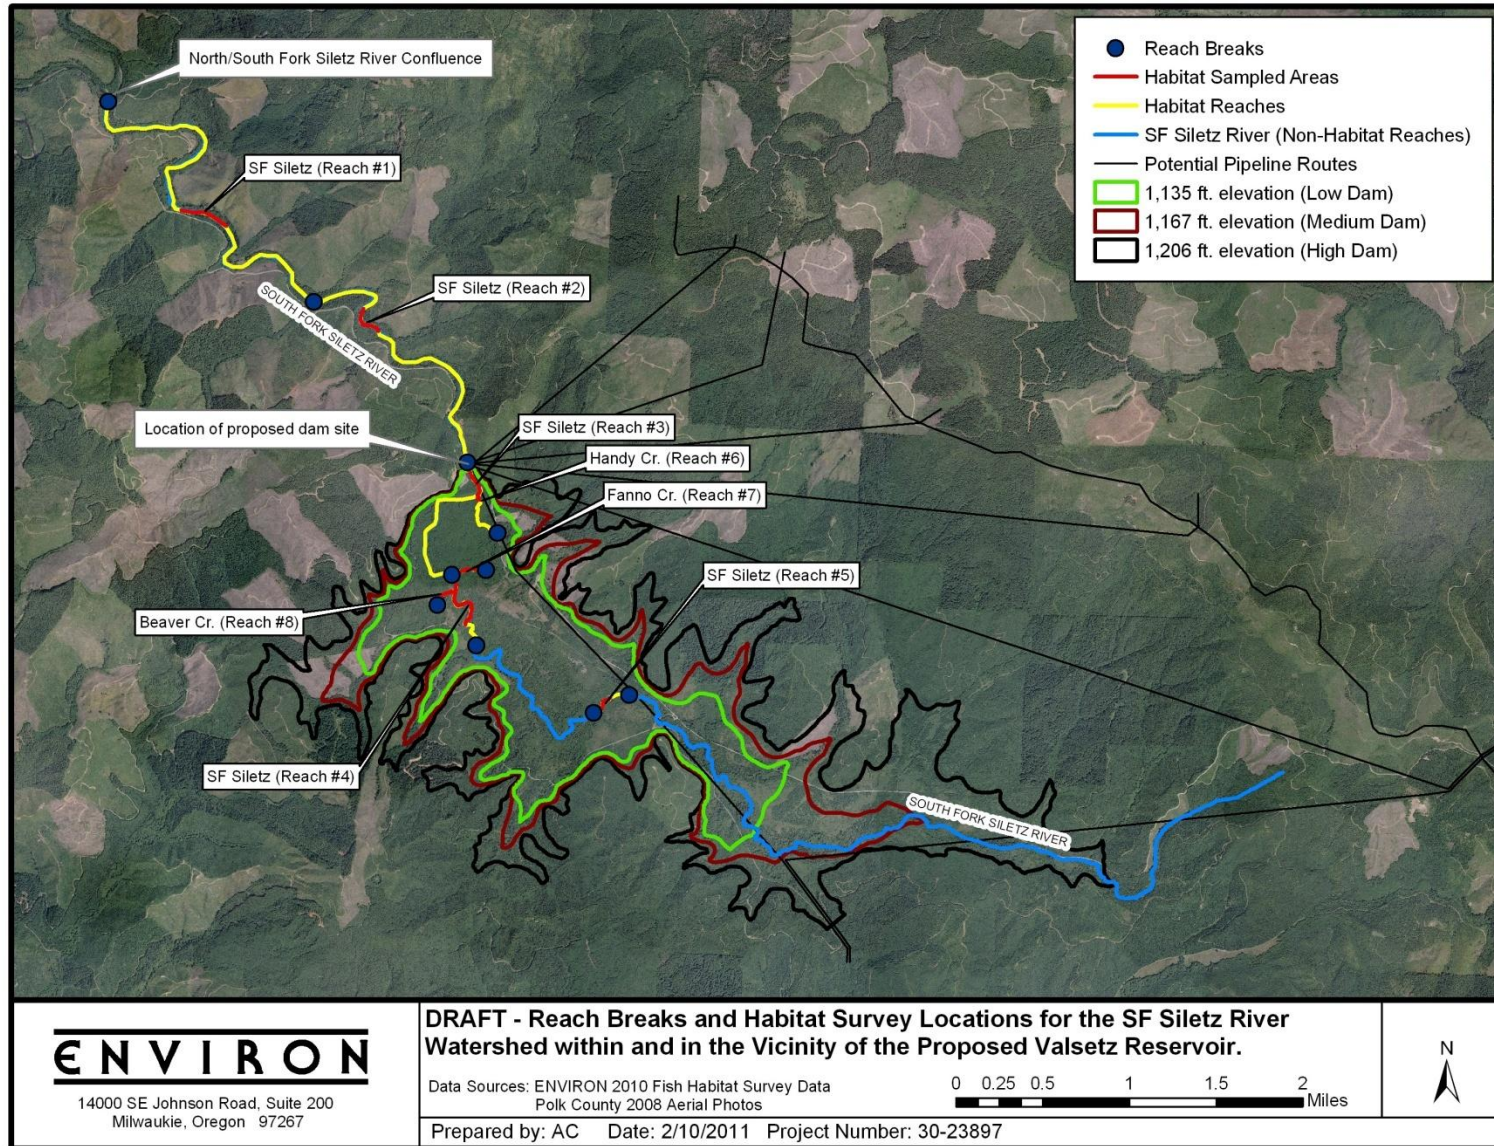 North/South Fork Siletz River Confluence
SF Siletz (Reach #1)
SF Siletz (Reach #2)
SOUTH FORK SILETZ RIVER
Location of proposed dam site
SF Siletz (Reach #3)
Handy Cr. (Reach #6)
Fanno Cr. (Reach #7)
SF Siletz (Reach #5)
Beaver Cr. (Reach #8)
SF Siletz (Reach #4)
SOUTH FORK SILETZ RIVER
Reach Breaks
Habitat Sampled Areas
Habitat Reaches
SF Siletz River (Non-Habitat Reaches)
Potential Pipeline Routes
1,135 ft. elevation (Low Dam)
1,167 ft. elevation (Medium Dam)
1,206 ft. elevation (High Dam)
ENVIRON
14000 SE Johnson Road, Suite 200
Milwaukie, Oregon 97267
DRAFT - Reach Breaks and Habitat Survey Locations for the SF Siletz River
Watershed within and in the Vicinity of the Proposed Valsetz Reservoir.
Data Sources: ENVIRON 2010 Fish Habitat Survey Data
Polk County 2008 Aerial Photos
0 0.25 0.5 1 1.5 2
Miles
Prepared by: AC Date: 2/10/2011 Project Number: 30-23897
N